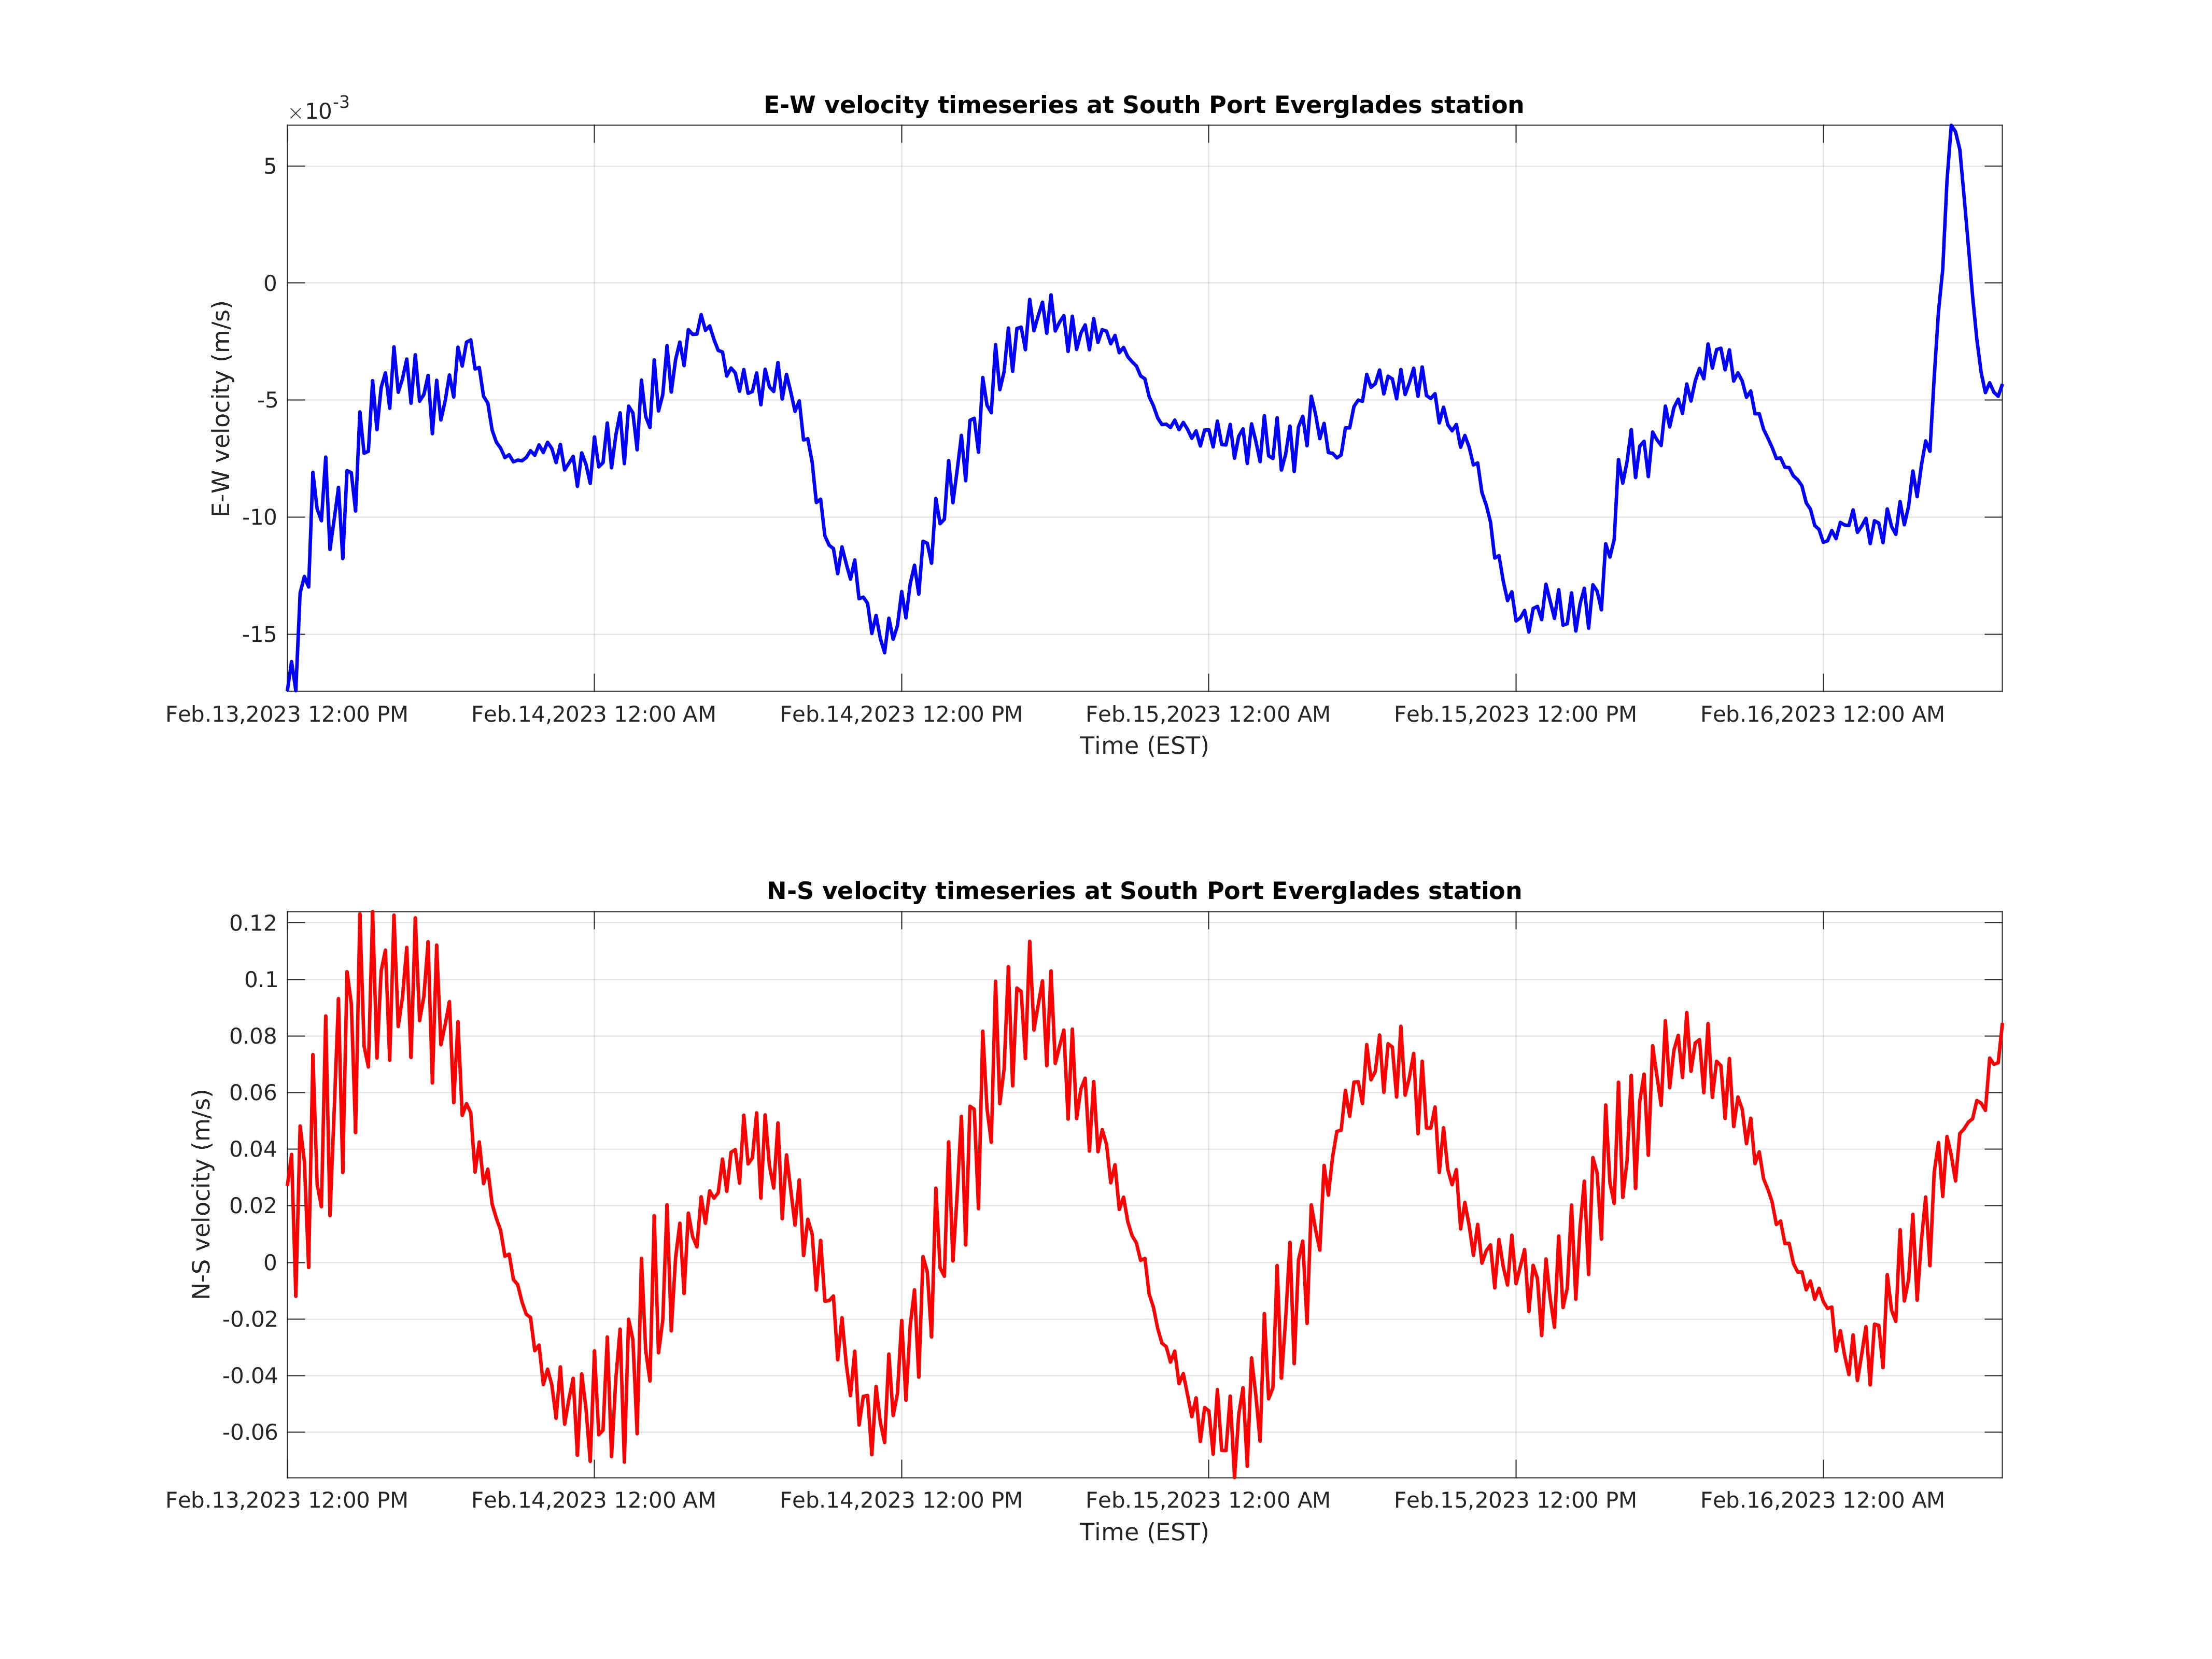 E-W velocity timeseries at South Port Everglades station
×10-3
5
0
-5
-10
-15
E-W velocity (m/s)
Feb.13,2023 12:00 PM Feb.14,2023 12:00 AM Feb.14,2023 12:00 PM Feb.15,2023 12:00 AM Feb.15,2023 12:00 PM Feb.16,2023 12:00 AM
Time (EST)
N-S velocity timeseries at South Port Everglades station
0.12
0.1
0.08
0.06
0.04
0.02
0
-0.02
-0.04
-0.06
N-S velocity (m/s)
Feb.13,2023 12:00 PM Feb.14,2023 12:00 AM Feb.14,2023 12:00 PM Feb.15,2023 12:00 AM Feb.15,2023 12:00 PM Feb.16,2023 12:00 AM
Time (EST)